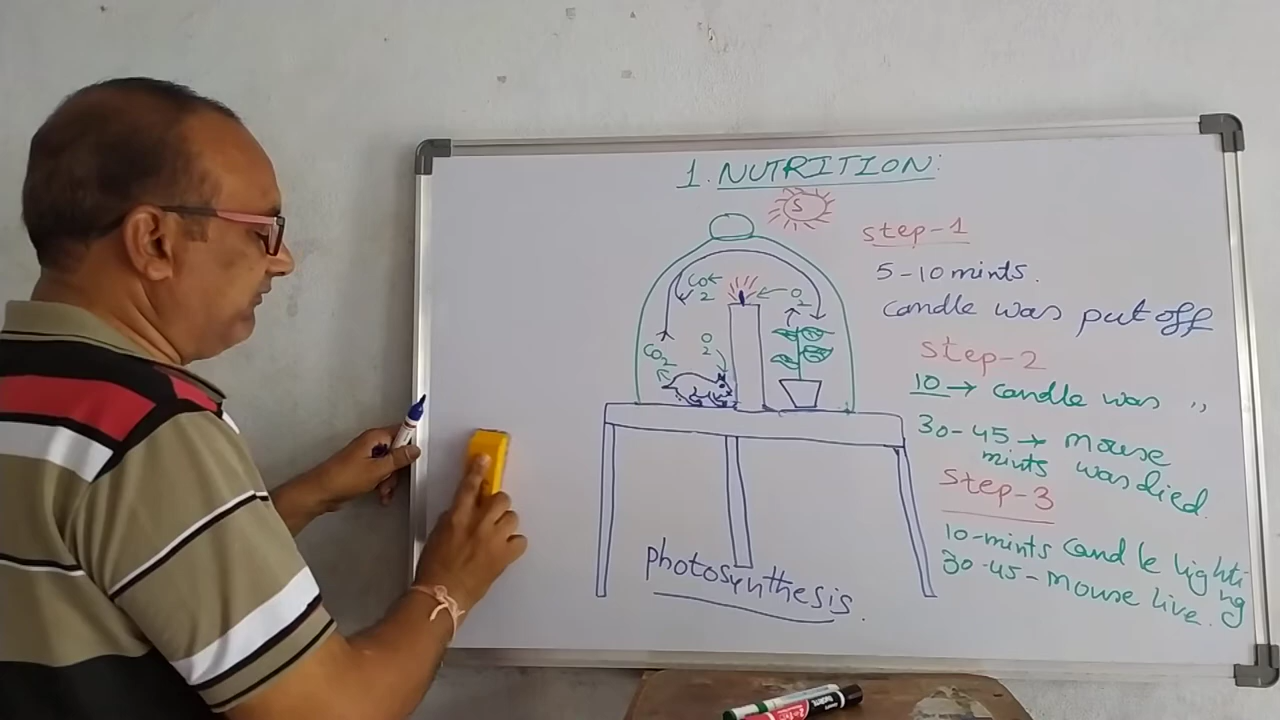 1. NUTRITION:
S
CO2
O2
CO2
O2
step-1
5-10 mints.
candle was put off
step-2
10 → candle was "
30-45 → mouse
mints was died.
step-3
10-mints candle lighting
30-45-mouse live.
photosynthesis.